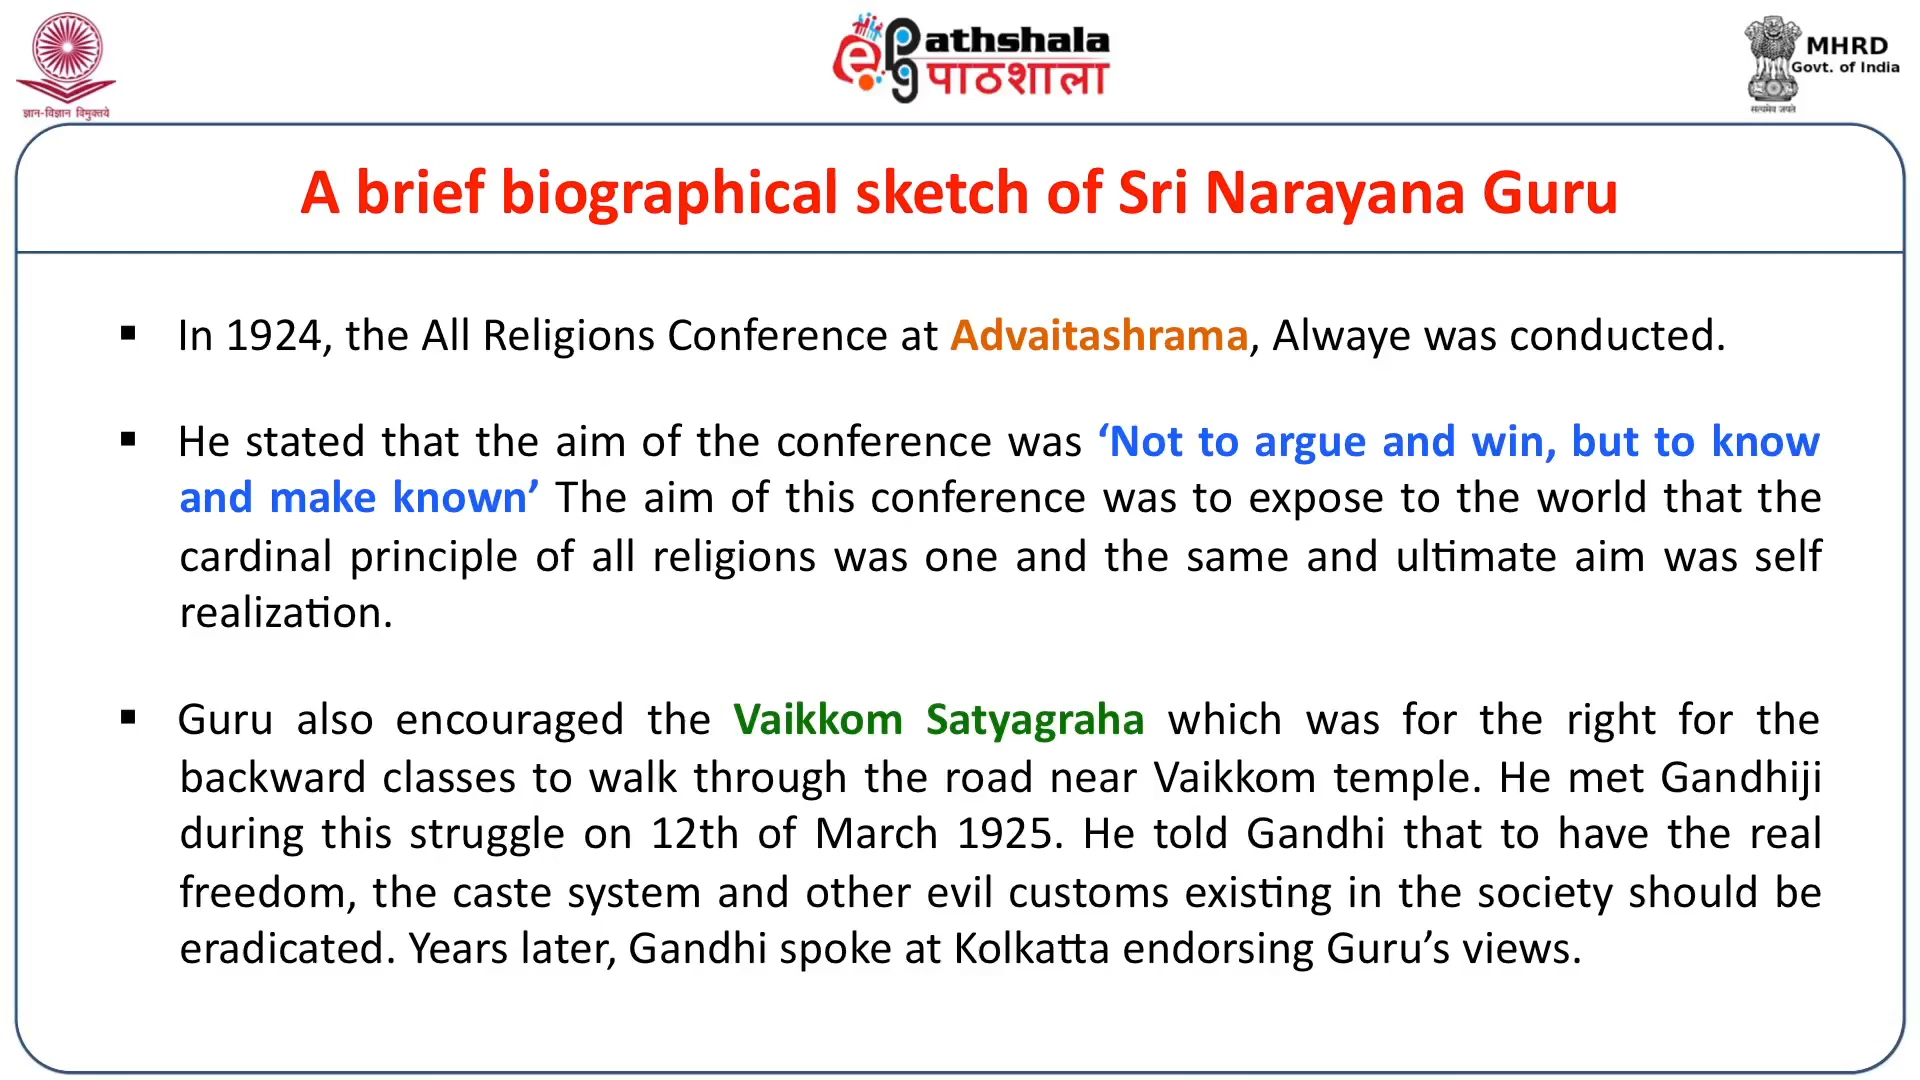 ज्ञान-विज्ञान विमुक्तये
ePG Pathshala
पाठशाला
MHRD
Govt. of India
सत्यमेव जयते
A brief biographical sketch of Sri Narayana Guru
▪ In 1924, the All Religions Conference at Advaitashrama, Alwaye was conducted.
▪ He stated that the aim of the conference was ‘Not to argue and win, but to know
and make known’ The aim of this conference was to expose to the world that the
cardinal principle of all religions was one and the same and ultimate aim was self
realization.
▪ Guru also encouraged the Vaikkom Satyagraha which was for the right for the
backward classes to walk through the road near Vaikkom temple. He met Gandhiji
during this struggle on 12th of March 1925. He told Gandhi that to have the real
freedom, the caste system and other evil customs existing in the society should be
eradicated. Years later, Gandhi spoke at Kolkatta endorsing Guru’s views.